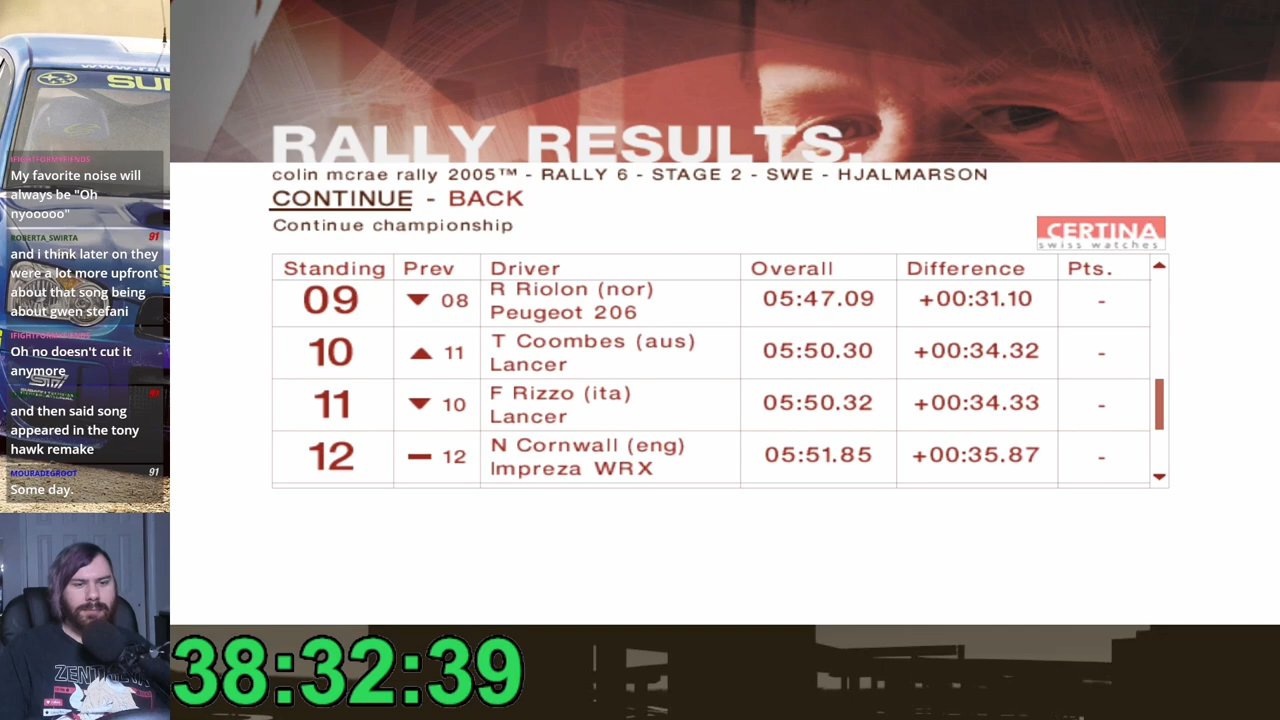 SU
IFIGHTFORMYFRIENDS
My favorite noise will
always be "Oh
nyooooo"
ROBERTA_SWIRTA 91
and i think later on they
were a lot more upfront
about that song being
about gwen stefani
Oh no doesn't cut it
anymore
and then said song
appeared in the tony
hawk remake
MOURADEGROOT 91
Some day.
RALLY RESULTS.
colin mcrae rally 2005™ - RALLY 6 - STAGE 2 - SWE - HJALMARSON
CONTINUE - BACK
Continue championship
CERTINA
swiss watches
Standing Prev Driver Overall Difference Pts.
09 08 R Riolon (nor) Peugeot 206 05:47.09 +00:31.10 -
10 11 T Coombes (aus) Lancer 05:50.30 +00:34.32 -
11 10 F Rizzo (ita) Lancer 05:50.32 +00:34.33 -
12 12 N Cornwall (eng) Impreza WRX 05:51.85 +00:35.87 -
38:32:39